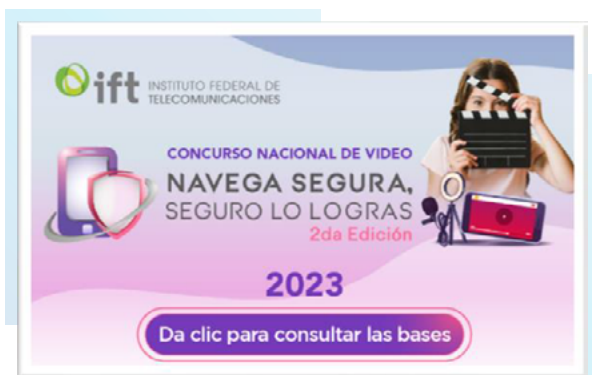 ift INSTITUTO FEDERAL DE
TELECOMUNICACIONES
CONCURSO NACIONAL DE VIDEO
NAVEGA SEGURA,
SEGURO LO LOGRAS
2da Edición
2023
Da clic para consultar las bases